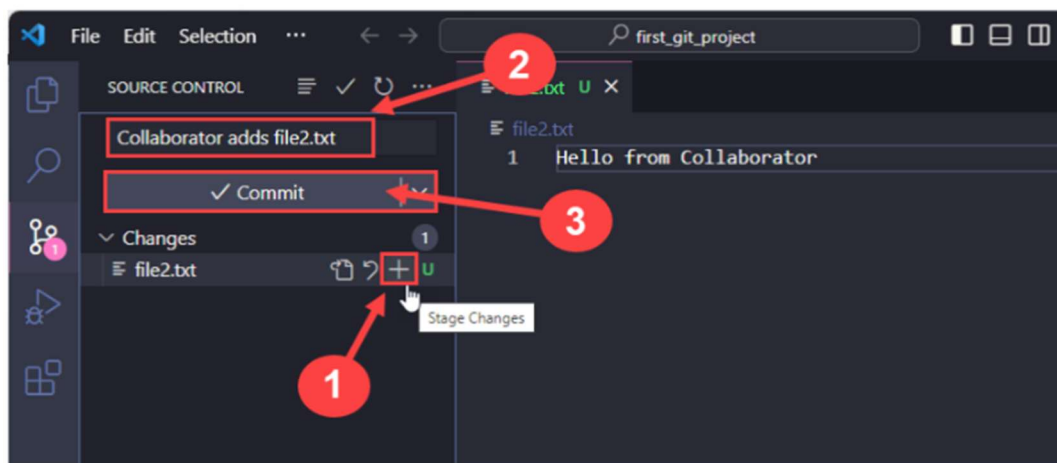 File Edit Selection ··· first_git_project
SOURCE CONTROL ···
2
.txt U
Collaborator adds file2.txt
file2.txt
1 Hello from Collaborator
Commit
3
Changes 1
1
file2.txt U
Stage Changes
1